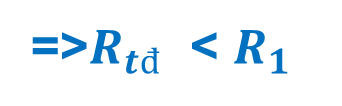 =>Rtđ < R1